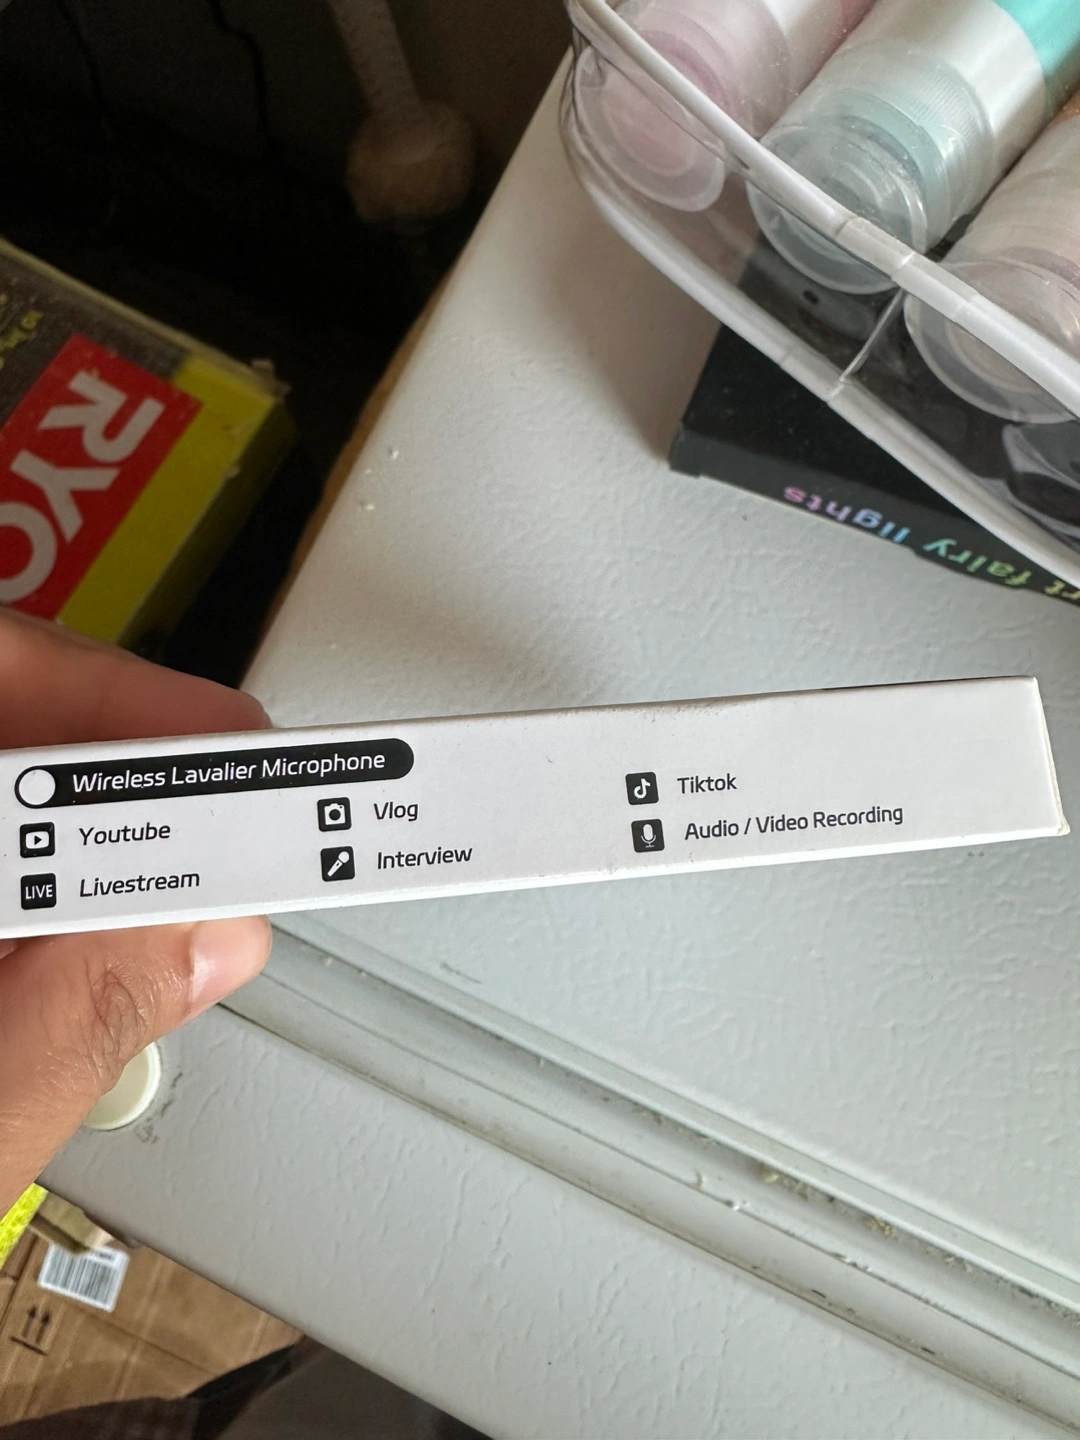 RYO
fairy lights
Wireless Lavalier Microphone
Youtube
Vlog
Tiktok
LIVE
Livestream
Interview
Audio / Video Recording